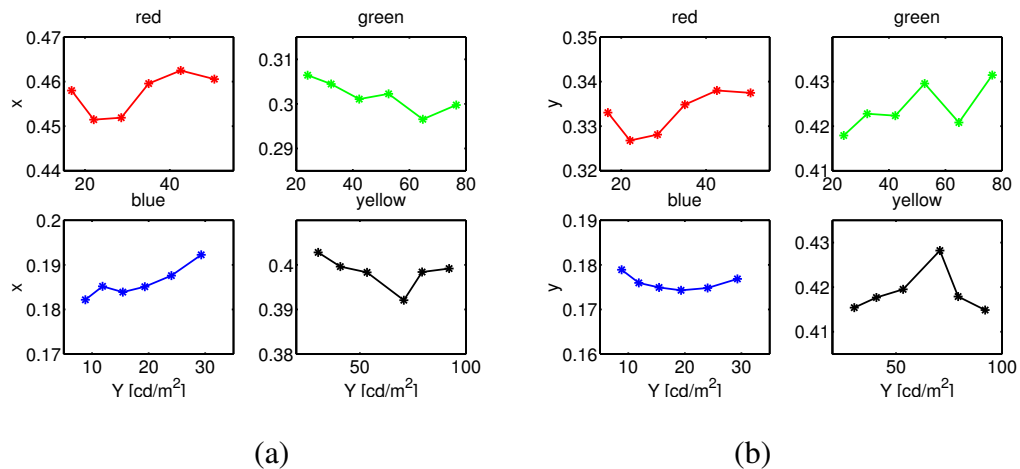 red
green
0.47
0.46
0.45
0.44
x
20
40
0.31
0.3
0.29
20
40
60
80
blue
yellow
0.2
0.19
0.18
0.17
x
10
20
30
Y [cd/m²]
0.4
0.39
0.38
50
100
Y [cd/m²]
(a)
red
green
0.35
0.34
0.33
0.32
y
20
40
0.43
0.42
0.41
20
40
60
80
blue
yellow
0.19
0.18
0.17
0.16
y
10
20
30
Y [cd/m²]
0.43
0.42
0.41
50
100
Y [cd/m²]
(b)